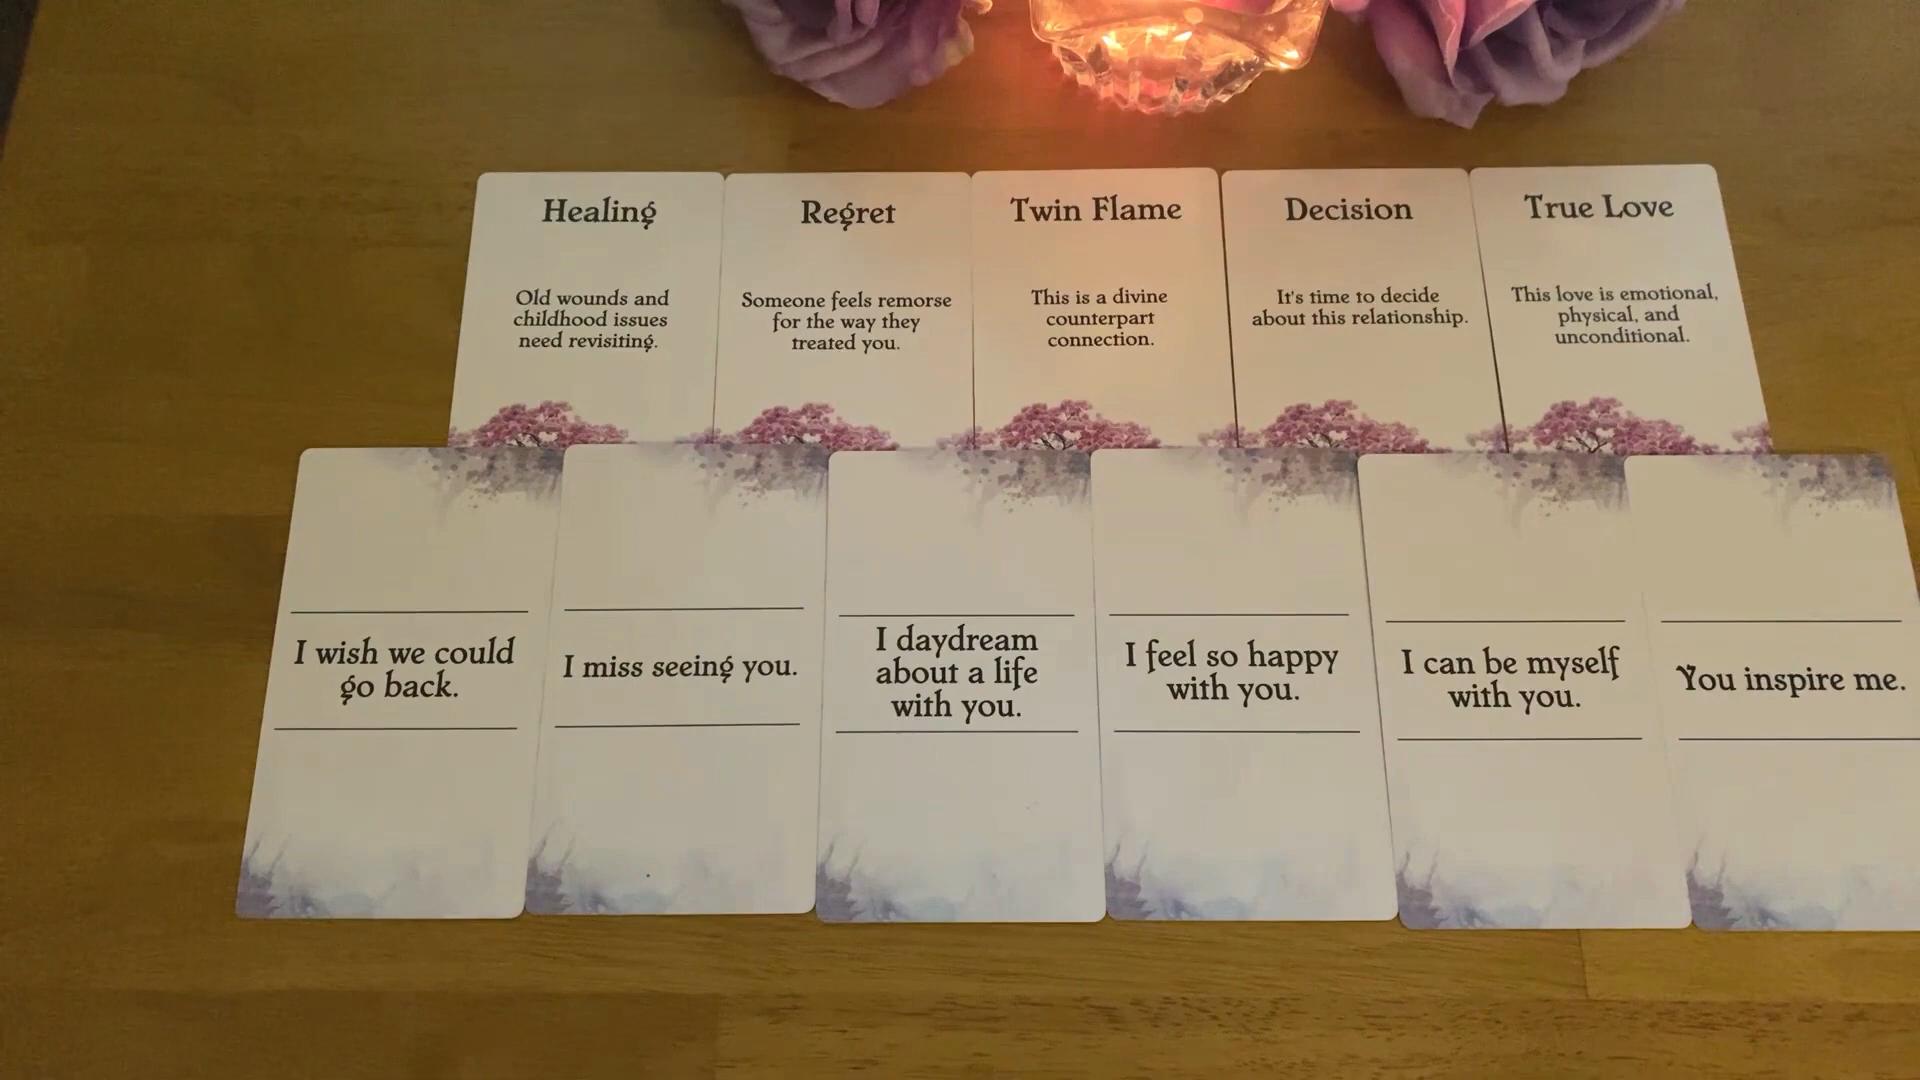 Healing
Old wounds and
childhood issues
need revisiting.
Regret
Someone feels remorse
for the way they
treated you.
Twin Flame
This is a divine
counterpart
connection.
Decision
It's time to decide
about this relationship.
True Love
This love is emotional,
physical, and
unconditional.
I wish we could
go back.
I miss seeing you.
I daydream
about a life
with you.
I feel so happy
with you.
I can be myself
with you.
You inspire me.